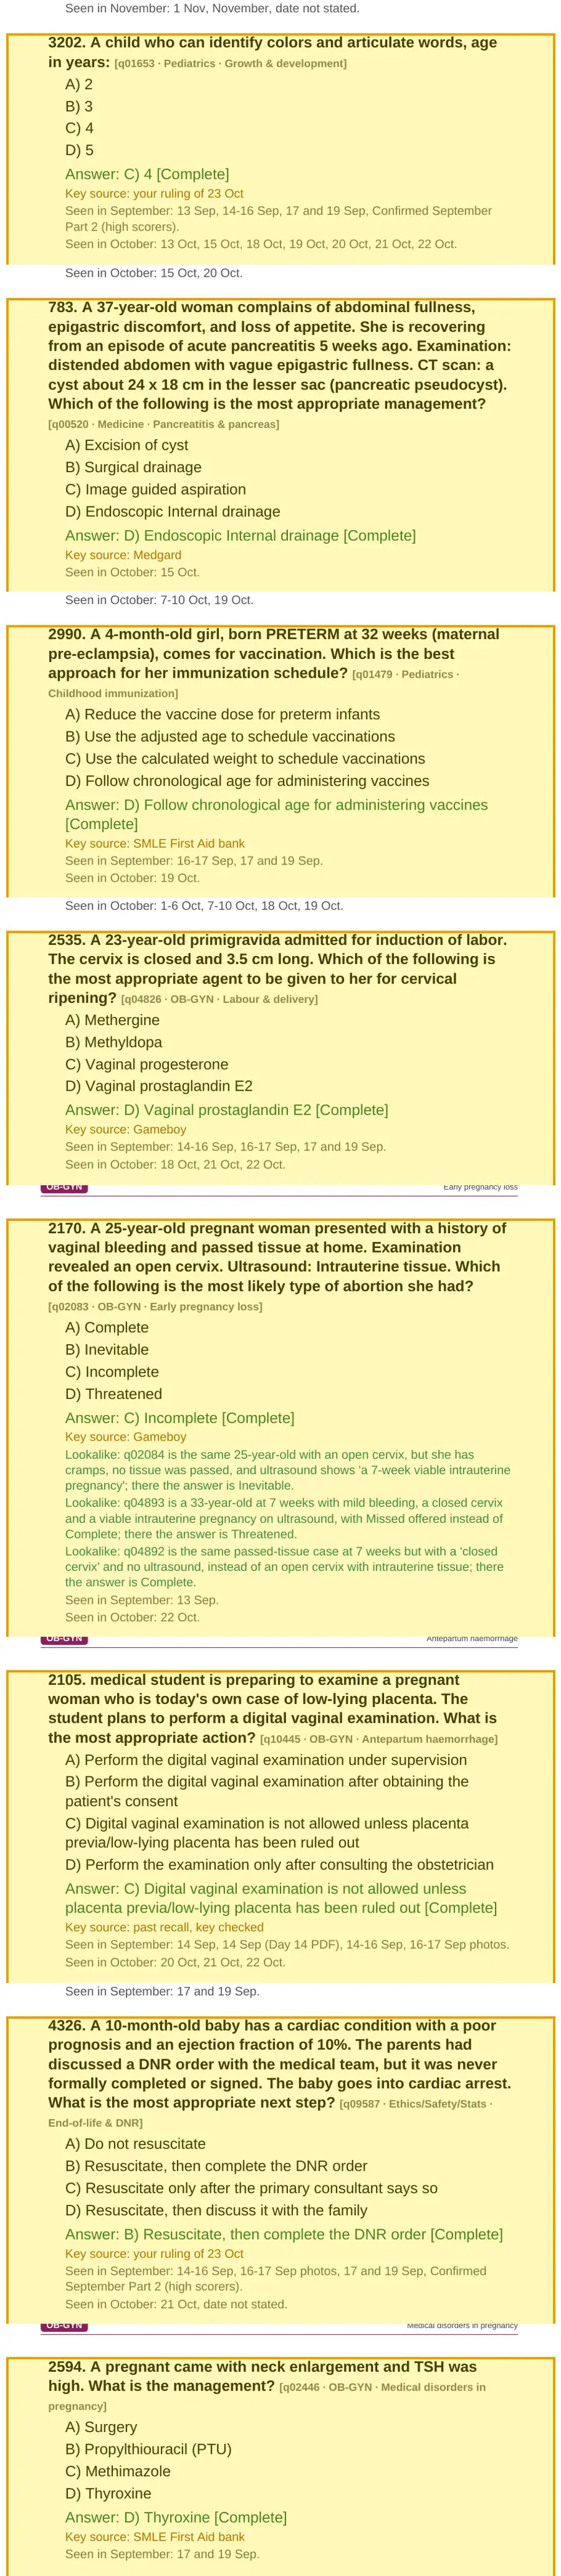 Seen in November: 1 Nov, November, date not stated.
3202. A child who can identify colors and articulate words, age
in years: [q01653 · Pediatrics · Growth & development]
A) 2
B) 3
C) 4
D) 5
Answer: C) 4 [Complete]
Key source: your ruling of 23 Oct
Seen in September: 13 Sep, 14-16 Sep, 17 and 19 Sep, Confirmed September
Part 2 (high scorers).
Seen in October: 13 Oct, 15 Oct, 18 Oct, 19 Oct, 20 Oct, 21 Oct, 22 Oct.
Seen in October: 15 Oct, 20 Oct.
783. A 37-year-old woman complains of abdominal fullness,
epigastric discomfort, and loss of appetite. She is recovering
from an episode of acute pancreatitis 5 weeks ago. Examination:
distended abdomen with vague epigastric fullness. CT scan: a
cyst about 24 x 18 cm in the lesser sac (pancreatic pseudocyst).
Which of the following is the most appropriate management?
[q00520 · Medicine · Pancreatitis & pancreas]
A) Excision of cyst
B) Surgical drainage
C) Image guided aspiration
D) Endoscopic Internal drainage
Answer: D) Endoscopic Internal drainage [Complete]
Key source: Medgard
Seen in October: 15 Oct.
Seen in October: 7-10 Oct, 19 Oct.
2990. A 4-month-old girl, born PRETERM at 32 weeks (maternal
pre-eclampsia), comes for vaccination. Which is the best
approach for her immunization schedule? [q01479 · Pediatrics ·
Childhood immunization]
A) Reduce the vaccine dose for preterm infants
B) Use the adjusted age to schedule vaccinations
C) Use the calculated weight to schedule vaccinations
D) Follow chronological age for administering vaccines
Answer: D) Follow chronological age for administering vaccines
[Complete]
Key source: SMLE First Aid bank
Seen in September: 16-17 Sep, 17 and 19 Sep.
Seen in October: 19 Oct.
Seen in October: 1-6 Oct, 7-10 Oct, 18 Oct, 19 Oct.
2535. A 23-year-old primigravida admitted for induction of labor.
The cervix is closed and 3.5 cm long. Which of the following is
the most appropriate agent to be given to her for cervical
ripening? [q04826 · OB-GYN · Labour & delivery]
A) Methergine
B) Methyldopa
C) Vaginal progesterone
D) Vaginal prostaglandin E2
Answer: D) Vaginal prostaglandin E2 [Complete]
Key source: Gameboy
Seen in September: 14-16 Sep, 16-17 Sep, 17 and 19 Sep.
Seen in October: 18 Oct, 21 Oct, 22 Oct.
OB-GYN Early pregnancy loss
2170. A 25-year-old pregnant woman presented with a history of
vaginal bleeding and passed tissue at home. Examination
revealed an open cervix. Ultrasound: Intrauterine tissue. Which
of the following is the most likely type of abortion she had?
[q02083 · OB-GYN · Early pregnancy loss]
A) Complete
B) Inevitable
C) Incomplete
D) Threatened
Answer: C) Incomplete [Complete]
Key source: Gameboy
Lookalike: q02084 is the same 25-year-old with an open cervix, but she has
cramps, no tissue was passed, and ultrasound shows 'a 7-week viable intrauterine
pregnancy'; there the answer is Inevitable.
Lookalike: q04893 is a 33-year-old at 7 weeks with mild bleeding, a closed cervix
and a viable intrauterine pregnancy on ultrasound, with Missed offered instead of
Complete; there the answer is Threatened.
Lookalike: q04892 is the same passed-tissue case at 7 weeks but with a 'closed
cervix' and no ultrasound, instead of an open cervix with intrauterine tissue; there
the answer is Complete.
Seen in September: 13 Sep.
Seen in October: 22 Oct.
OB-GYN Antepartum haemorrhage
2105. medical student is preparing to examine a pregnant
woman who is today's own case of low-lying placenta. The
student plans to perform a digital vaginal examination. What is
the most appropriate action? [q10445 · OB-GYN · Antepartum haemorrhage]
A) Perform the digital vaginal examination under supervision
B) Perform the digital vaginal examination after obtaining the
patient's consent
C) Digital vaginal examination is not allowed unless placenta
previa/low-lying placenta has been ruled out
D) Perform the examination only after consulting the obstetrician
Answer: C) Digital vaginal examination is not allowed unless
placenta previa/low-lying placenta has been ruled out [Complete]
Key source: past recall, key checked
Seen in September: 14 Sep, 14 Sep (Day 14 PDF), 14-16 Sep, 16-17 Sep photos.
Seen in October: 20 Oct, 21 Oct, 22 Oct.
Seen in September: 17 and 19 Sep.
4326. A 10-month-old baby has a cardiac condition with a poor
prognosis and an ejection fraction of 10%. The parents had
discussed a DNR order with the medical team, but it was never
formally completed or signed. The baby goes into cardiac arrest.
What is the most appropriate next step? [q09587 · Ethics/Safety/Stats ·
End-of-life & DNR]
A) Do not resuscitate
B) Resuscitate, then complete the DNR order
C) Resuscitate only after the primary consultant says so
D) Resuscitate, then discuss it with the family
Answer: B) Resuscitate, then complete the DNR order [Complete]
Key source: your ruling of 23 Oct
Seen in September: 14-16 Sep, 16-17 Sep photos, 17 and 19 Sep, Confirmed
September Part 2 (high scorers).
Seen in October: 21 Oct, date not stated.
OB-GYN Medical disorders in pregnancy
2594. A pregnant came with neck enlargement and TSH was
high. What is the management? [q02446 · OB-GYN · Medical disorders in
pregnancy]
A) Surgery
B) Propylthiouracil (PTU)
C) Methimazole
D) Thyroxine
Answer: D) Thyroxine [Complete]
Key source: SMLE First Aid bank
Seen in September: 17 and 19 Sep.